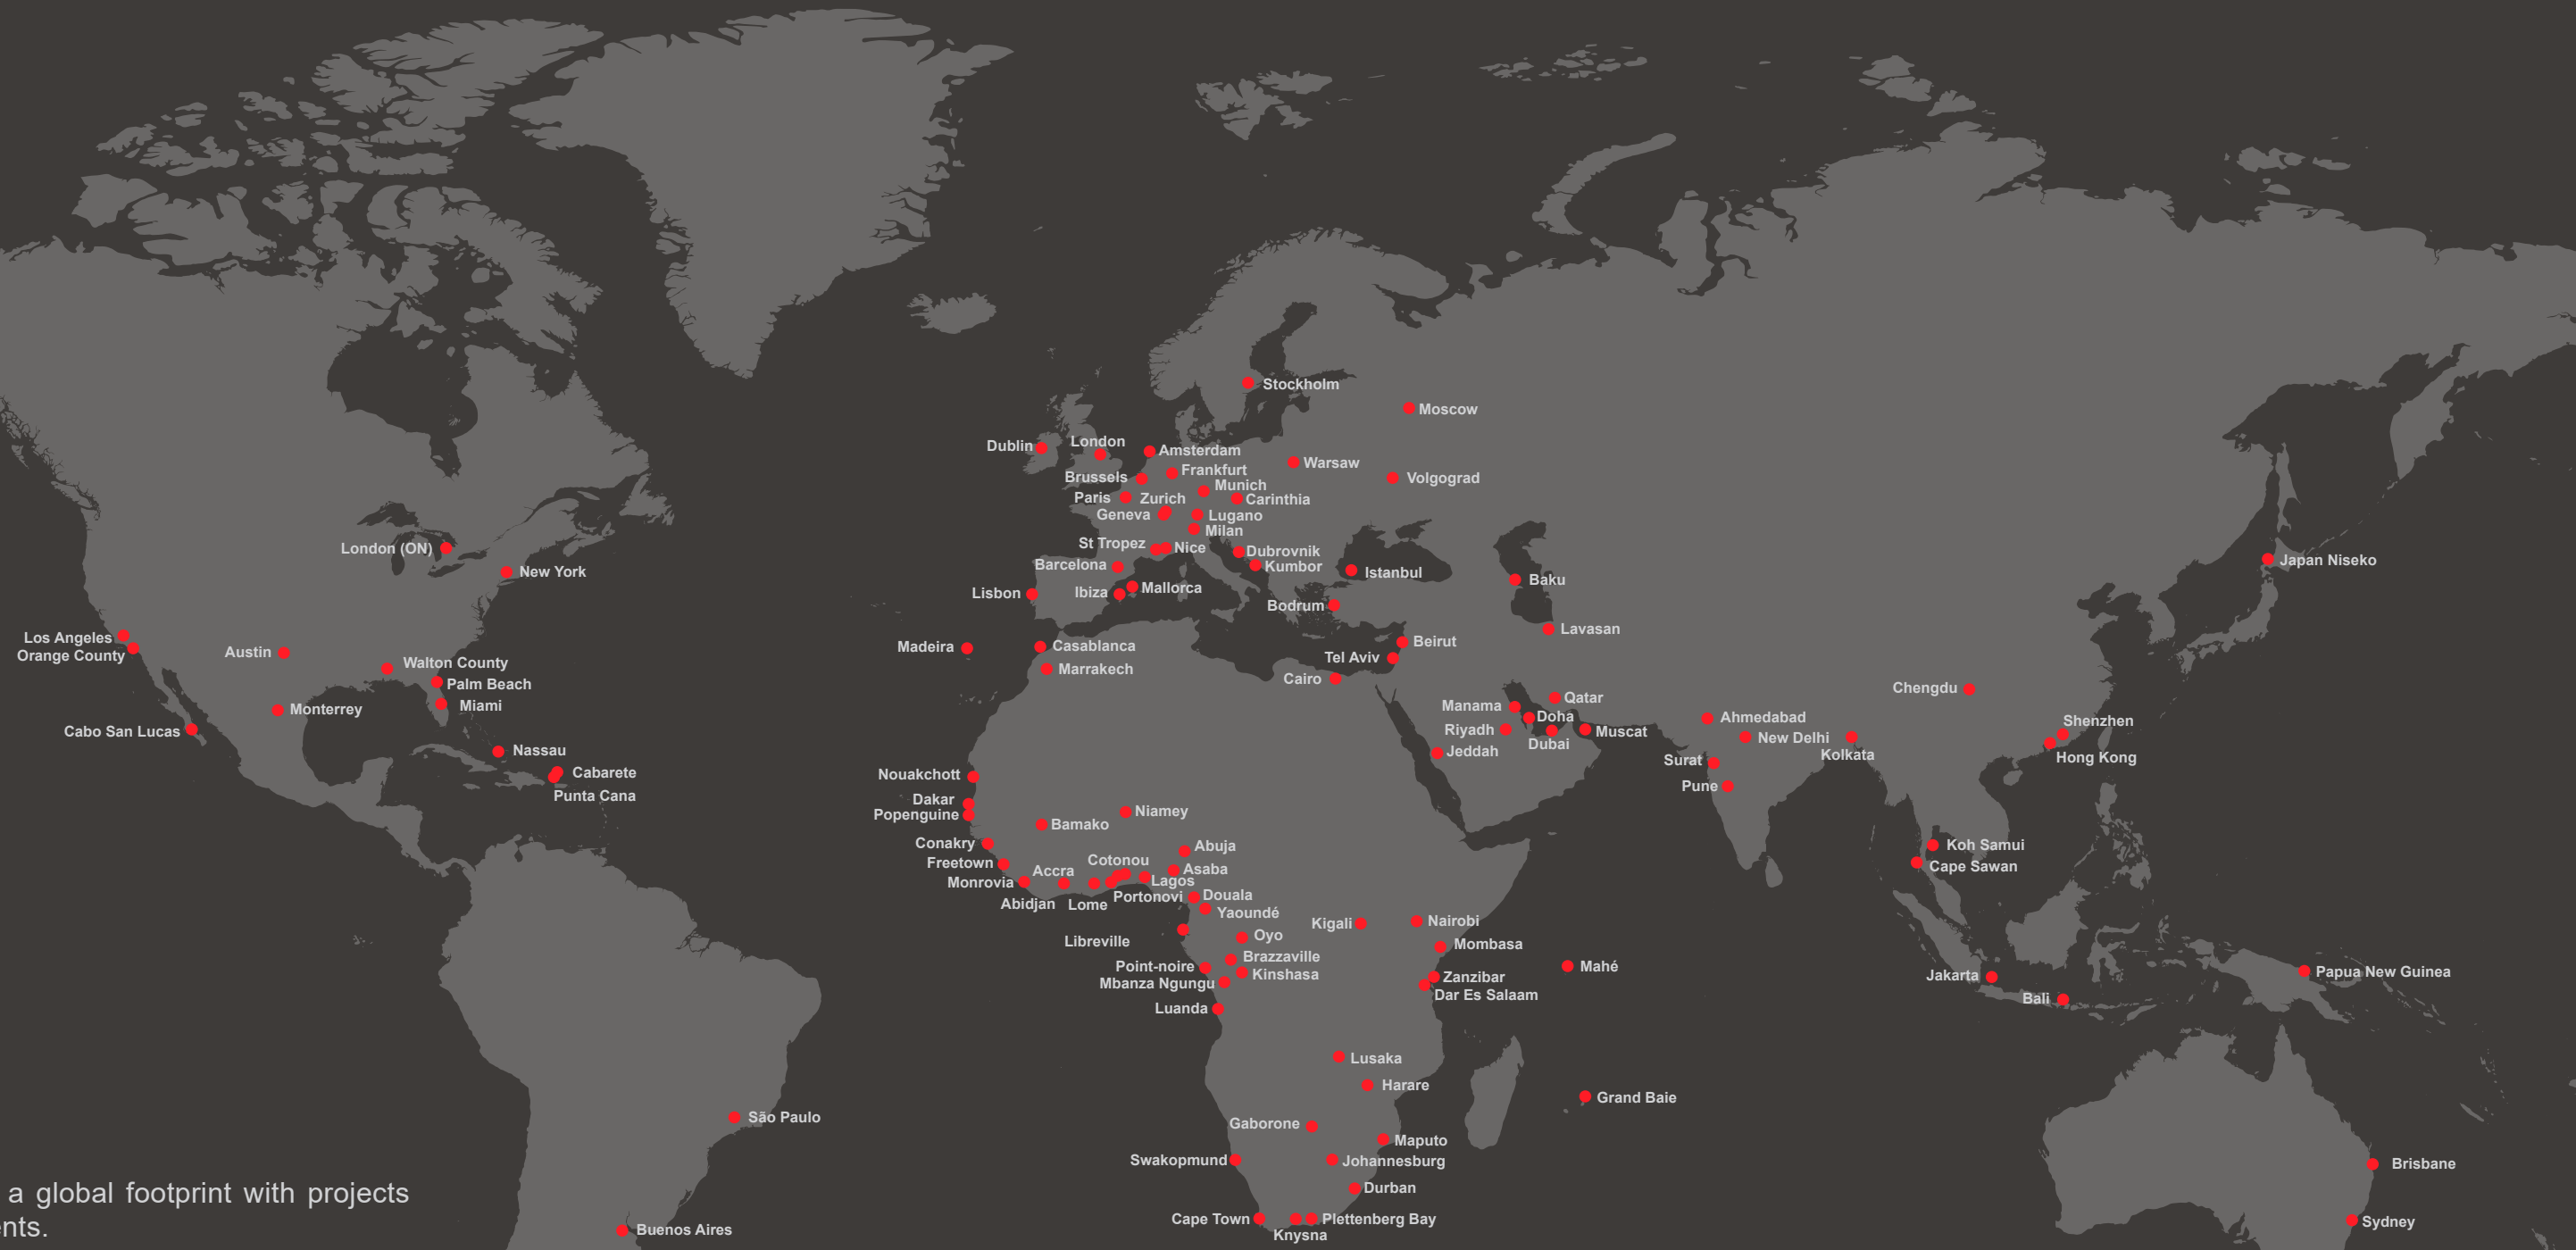 Stockholm
Moscow
Dublin
London
Amsterdam
Warsaw
Brussels
Frankfurt
Volgograd
Munich
Paris
Zurich
Carinthia
Geneva
Lugano
Milan
St Tropez
Nice
Dubrovnik
Barcelona
Kumbor
Istanbul
Baku
Lisbon
Ibiza
Mallorca
Bodrum
Lavasan
Japan Niseko
London (ON)
New York
Los Angeles
Orange County
Austin
Walton County
Palm Beach
Monterrey
Miami
Cabo San Lucas
Nassau
Cabarete
Punta Cana
Madeira
Casablanca
Marrakech
Beirut
Tel Aviv
Cairo
Qatar
Manama
Doha
Riyadh
Dubai
Muscat
Jeddah
Chengdu
Ahmedabad
New Delhi
Kolkata
Surat
Pune
Shenzhen
Hong Kong
Nouakchott
Dakar
Popenguine
Niamey
Bamako
Conakry
Abuja
Freetown
Accra
Cotonou
Asaba
Monrovia
Lagos
Abidjan
Lome
Portonovi
Douala
Yaoundé
Koh Samui
Cape Sawan
Kigali
Nairobi
Libreville
Oyo
Mombasa
Brazzaville
Point-noire
Kinshasa
Mahé
Mbanza Ngungu
Zanzibar
Dar Es Salaam
Luanda
Jakarta
Bali
Papua New Guinea
Lusaka
Harare
Grand Baie
São Paulo
Gaborone
Maputo
Swakopmund
Johannesburg
Brisbane
Durban
Cape Town
Plettenberg Bay
Knysna
Sydney
Buenos Aires
a global footprint with projects
nts.